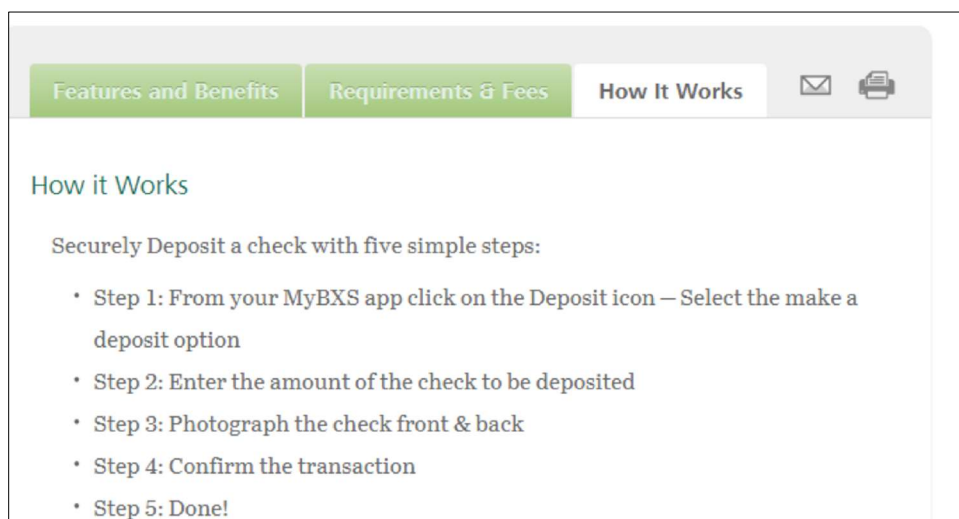 Features and Benefits Requirements & Fees How It Works
How it Works
Securely Deposit a check with five simple steps:
• Step 1: From your MyBXS app click on the Deposit icon – Select the make a
deposit option
• Step 2: Enter the amount of the check to be deposited
• Step 3: Photograph the check front & back
• Step 4: Confirm the transaction
• Step 5: Done!